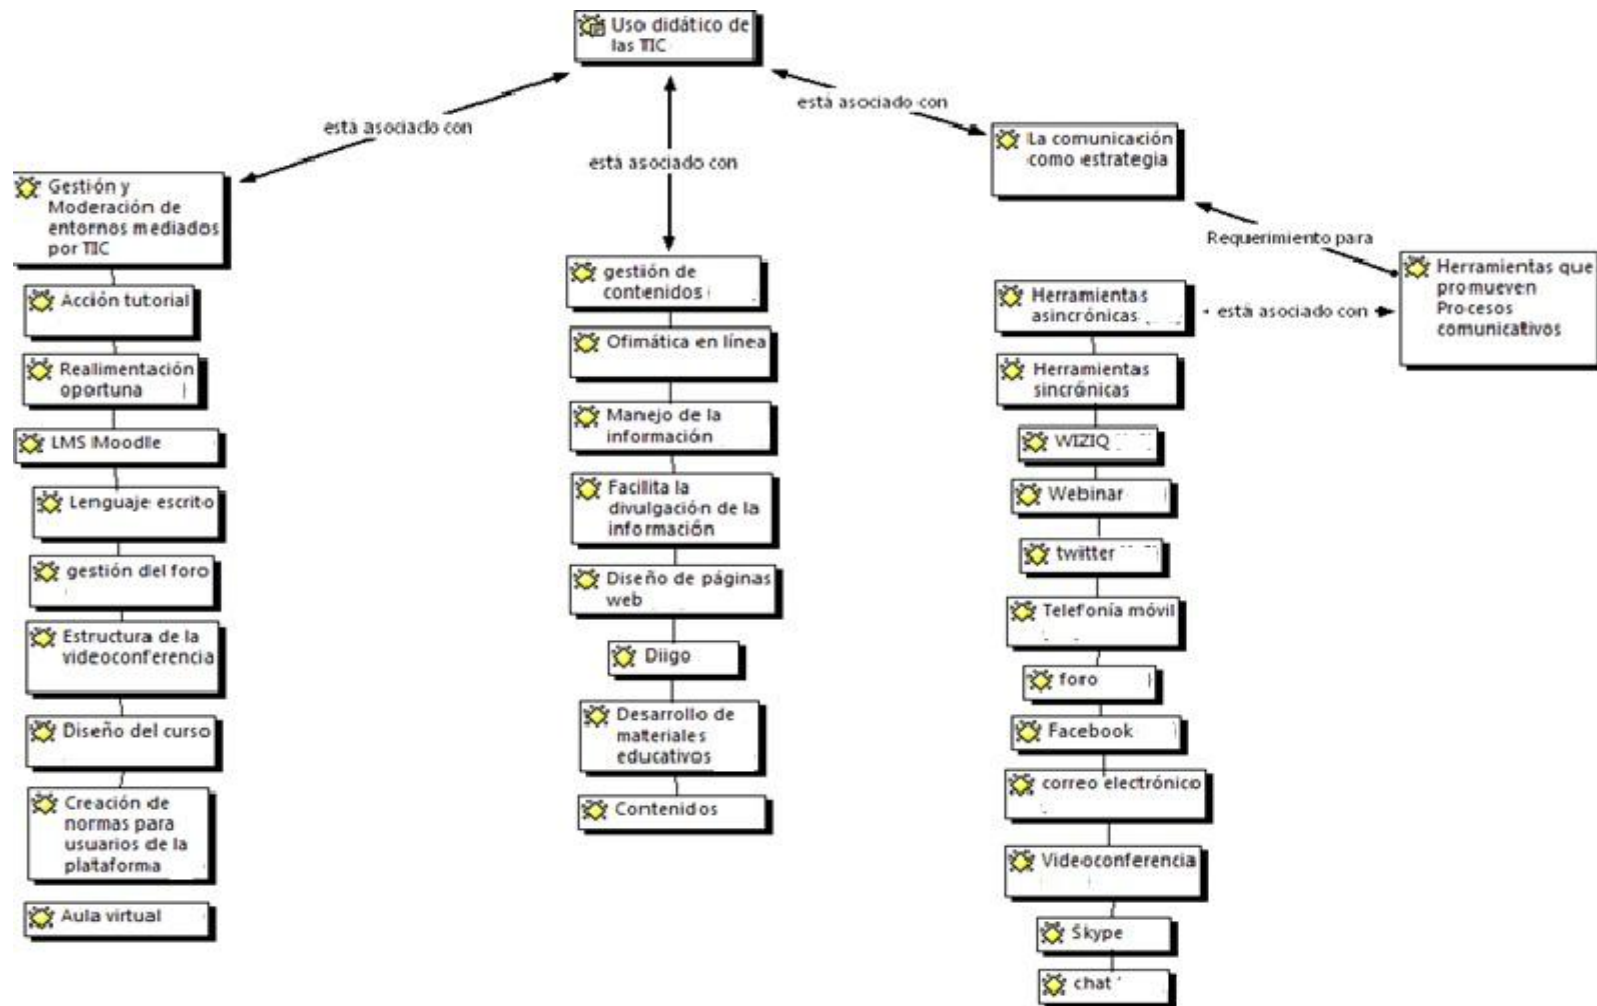 Uso didático de
las TIC
está asociado con
está asociado con
está asociado con
La comunicación
como estrategia
Requerimiento para
Herramientas que
promueven
Procesos
comunicativos
está asociado con
Gestión y
Moderación de
entornos mediados
por TIC
Acción tutorial
Realimentación
oportuna
LMS Moodle
Lenguaje escrito
gestión del foro
Estructura de la
videoconferencia
Diseño del curso
Creación de
normas para
usuarios de la
plataforma
Aula virtual
gestión de
contenidos
Ofimática en línea
Manejo de la
información
Facilita la
divulgación de la
información
Diseño de páginas
web
Diigo
Desarrollo de
materiales
educativos
Contenidos
Herramientas
asincrónicas
Herramientas
sincrónicas
WIZIQ
Webinar
twitter
Telefonía móvil
foro
Facebook
correo electrónico
Videoconferencia
Skype
chat